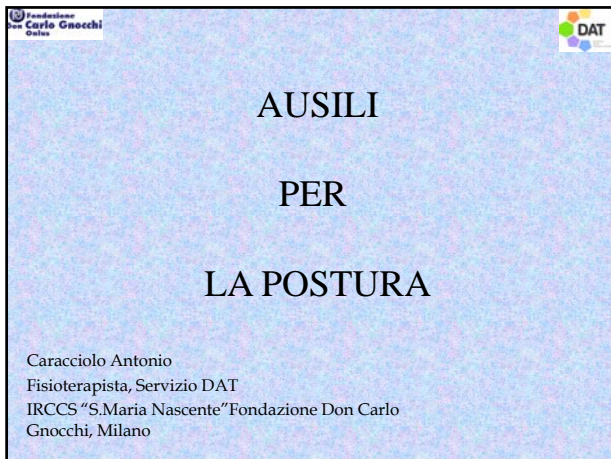 Fondazione
Don Carlo Gnocchi
Onlus
DAT
AUSILI
PER
LA POSTURA
Caracciolo Antonio
Fisioterapista, Servizio DAT
IRCCS “S.Maria Nascente”Fondazione Don Carlo
Gnocchi, Milano